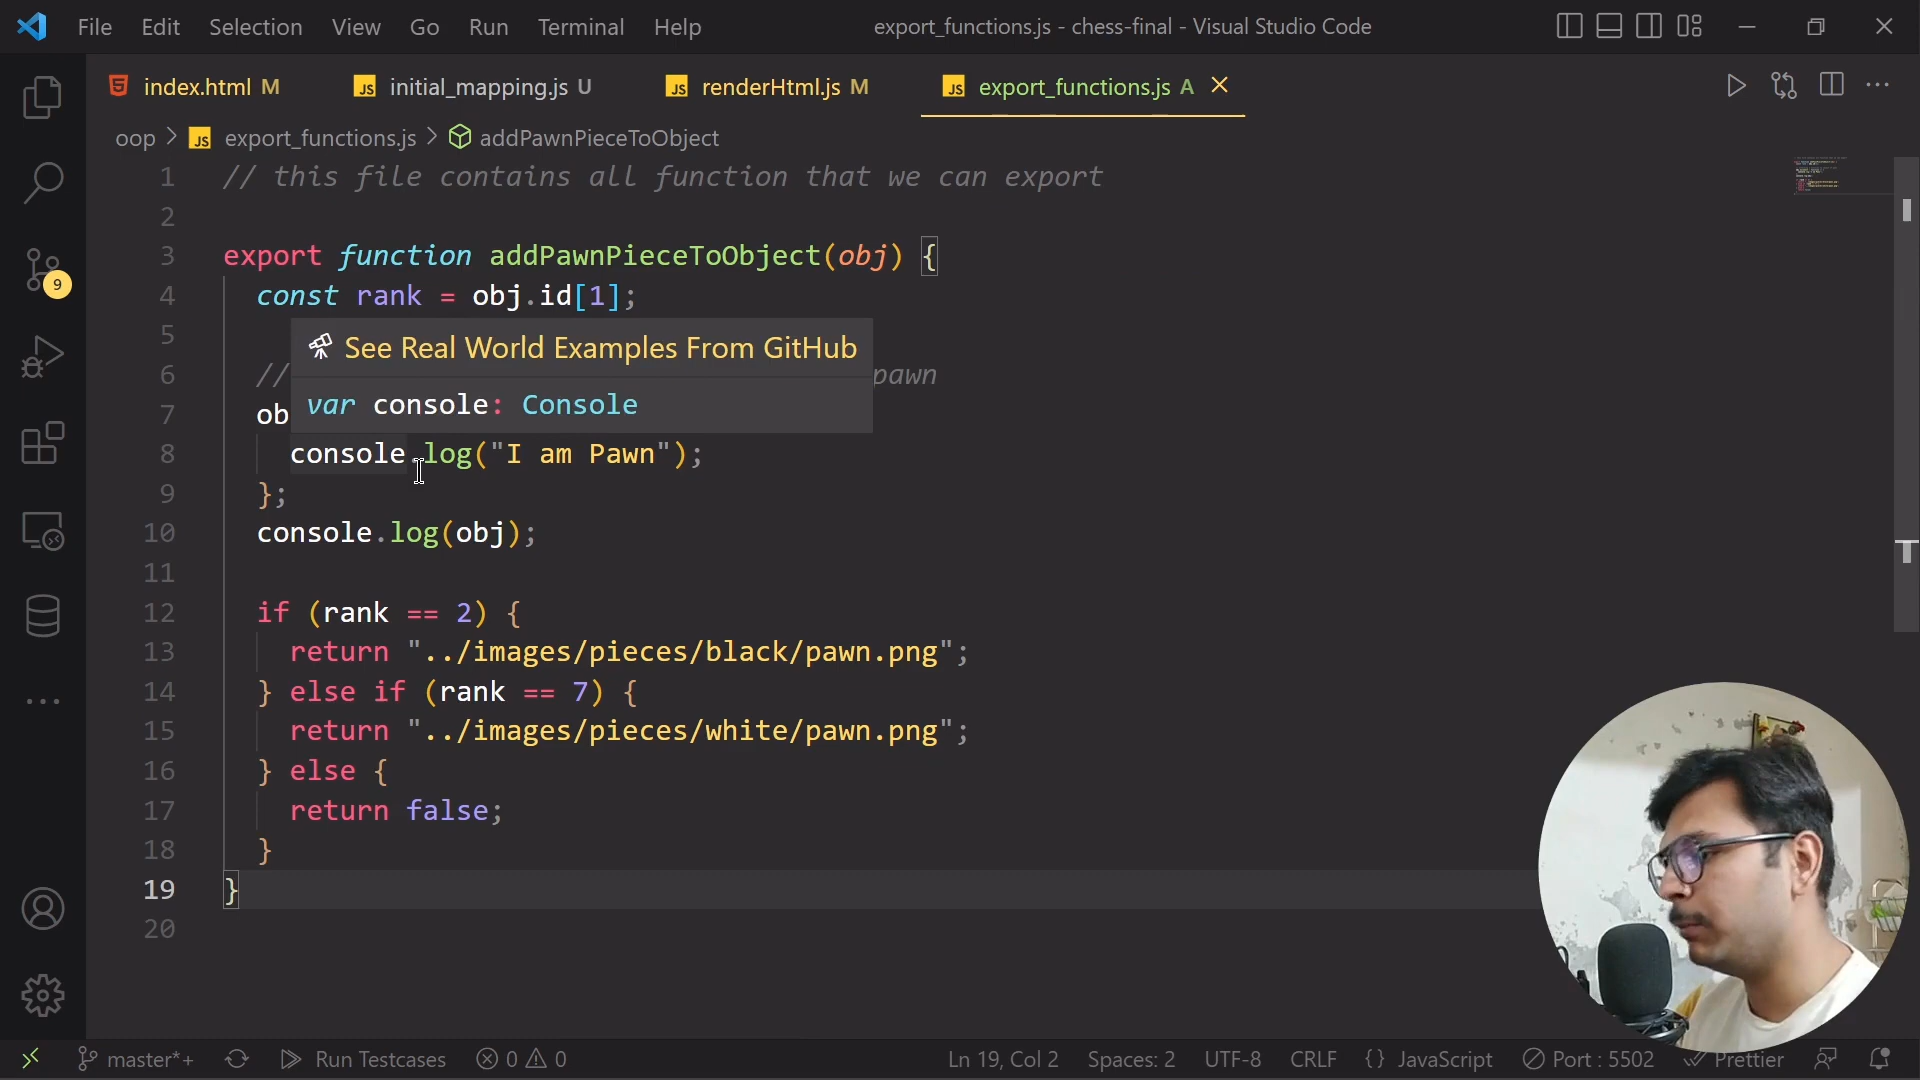 File Edit Selection View Go Run Terminal Help export_functions.js - chess-final - Visual Studio Code
index.html M initial_mapping.js U JS renderHtml.js M JS export_functions.js A
oop > JS export_functions.js > addPawnPieceToObject
1 // this file contains all function that we can export
2
3 export function addPawnPieceToObject(obj) {
4 const rank = obj.id[1];
5
See Real World Examples From GitHub
6 // pawn
var console: Console
7 ob
8 console.log("I am Pawn");
9 };
10 console.log(obj);
11
12 if (rank == 2) {
13 return "../images/pieces/black/pawn.png";
14 } else if (rank == 7) {
15 return "../images/pieces/white/pawn.png";
16 } else {
17 return false;
18 }
19 }
20
9
master*+ Run Testcases 0 0 Ln 19, Col 2 Spaces: 2 UTF-8 CRLF {} JavaScript Port : 5502 Prettier